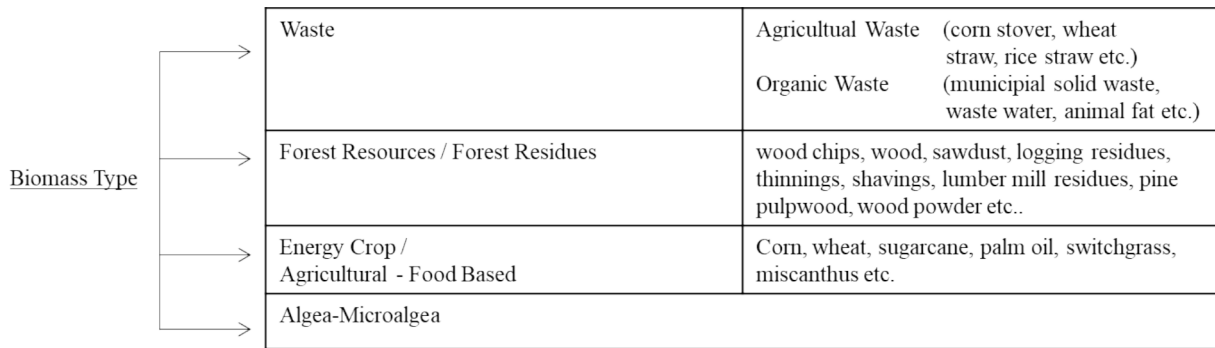 Biomass Type
Waste
Agricultual Waste (corn stover, wheat
straw, rice straw etc.)
Organic Waste (municipial solid waste,
waste water, animal fat etc.)
Forest Resources / Forest Residues
wood chips, wood, sawdust, logging residues,
thinnings, shavings, lumber mill residues, pine
pulpwood, wood powder etc..
Energy Crop /
Agricultural - Food Based
Corn, wheat, sugarcane, palm oil, switchgrass,
miscanthus etc.
Algea-Microalgea